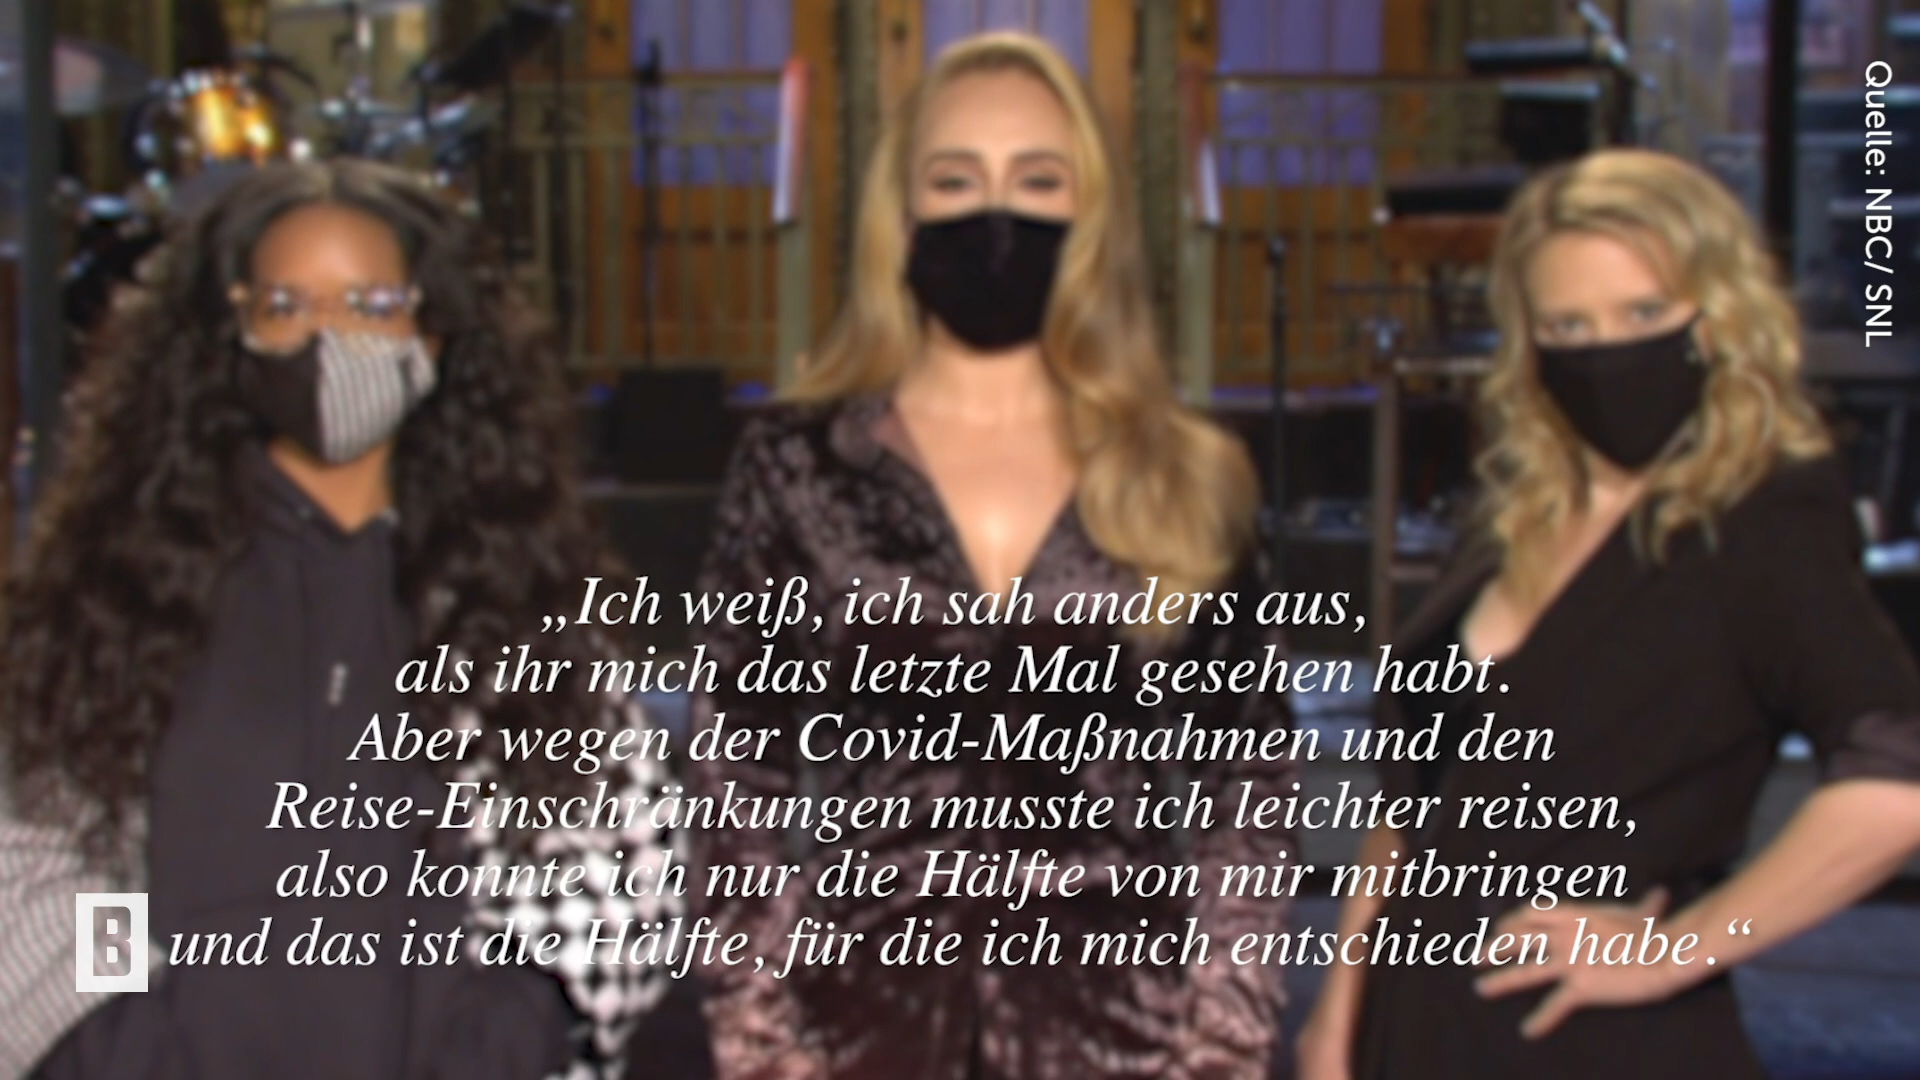 Quelle: NBC/ SNL
„Ich weiß, ich sah anders aus,
als ihr mich das letzte Mal gesehen habt.
Aber wegen der Covid-Maßnahmen und den
Reise-Einschränkungen musste ich leichter reisen,
also konnte ich nur die Hälfte von mir mitbringen
und das ist die Hälfte, für die ich mich entschieden habe.“
B